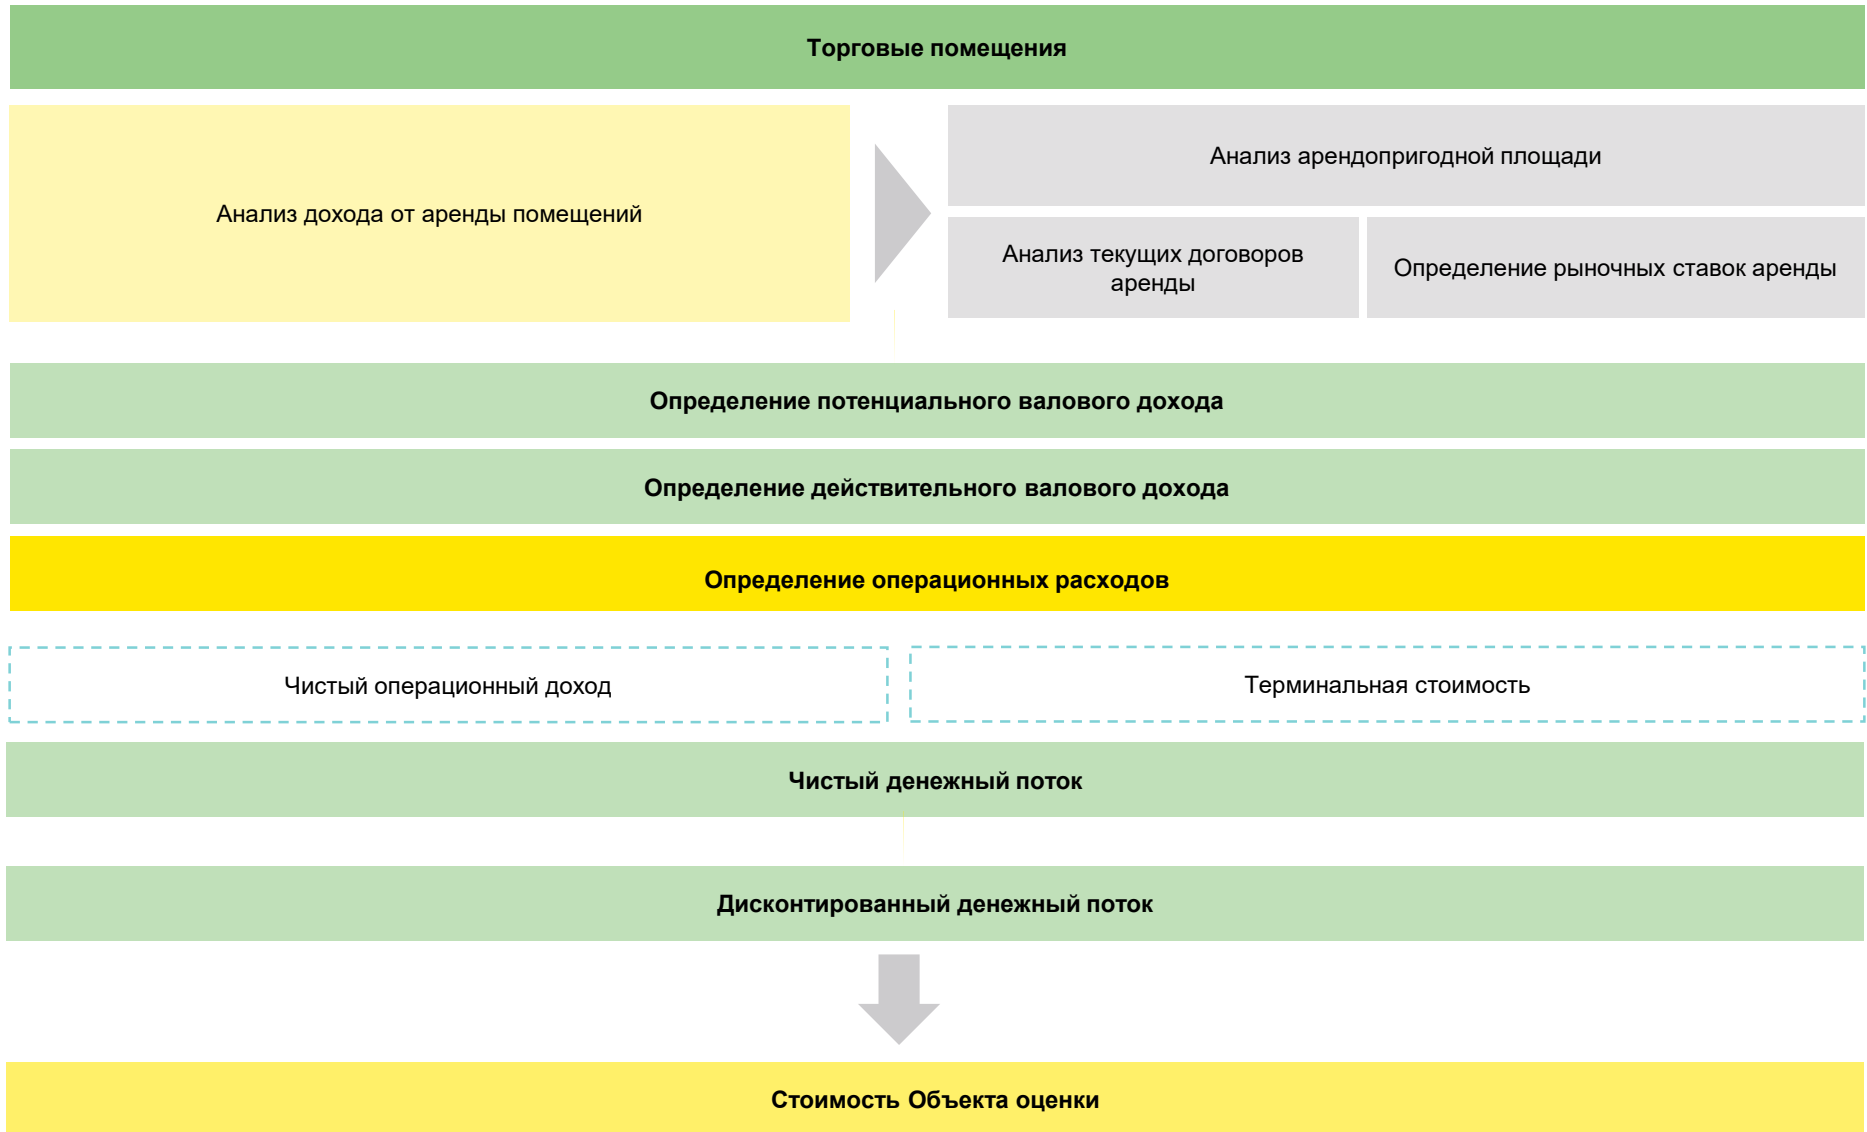 Торговые помещения
Анализ дохода от аренды помещений
Анализ арендопригодной площади
Анализ текущих договоров
аренды
Определение рыночных ставок аренды
Определение потенциального валового дохода
Определение действительного валового дохода
Определение операционных расходов
Чистый операционный доход
Терминальная стоимость
Чистый денежный поток
Дисконтированный денежный поток
Стоимость Объекта оценки